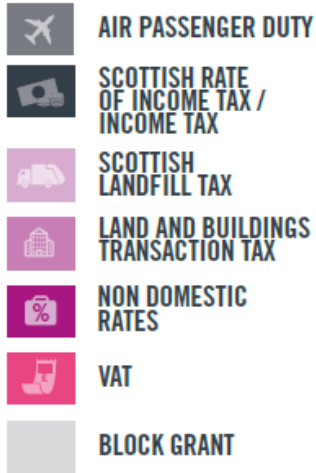 AIR PASSENGER DUTY
SCOTTISH RATE
OF INCOME TAX /
INCOME TAX
SCOTTISH
LANDFILL TAX
LAND AND BUILDINGS
TRANSACTION TAX
%
NON DOMESTIC
RATES
VAT
BLOCK GRANT